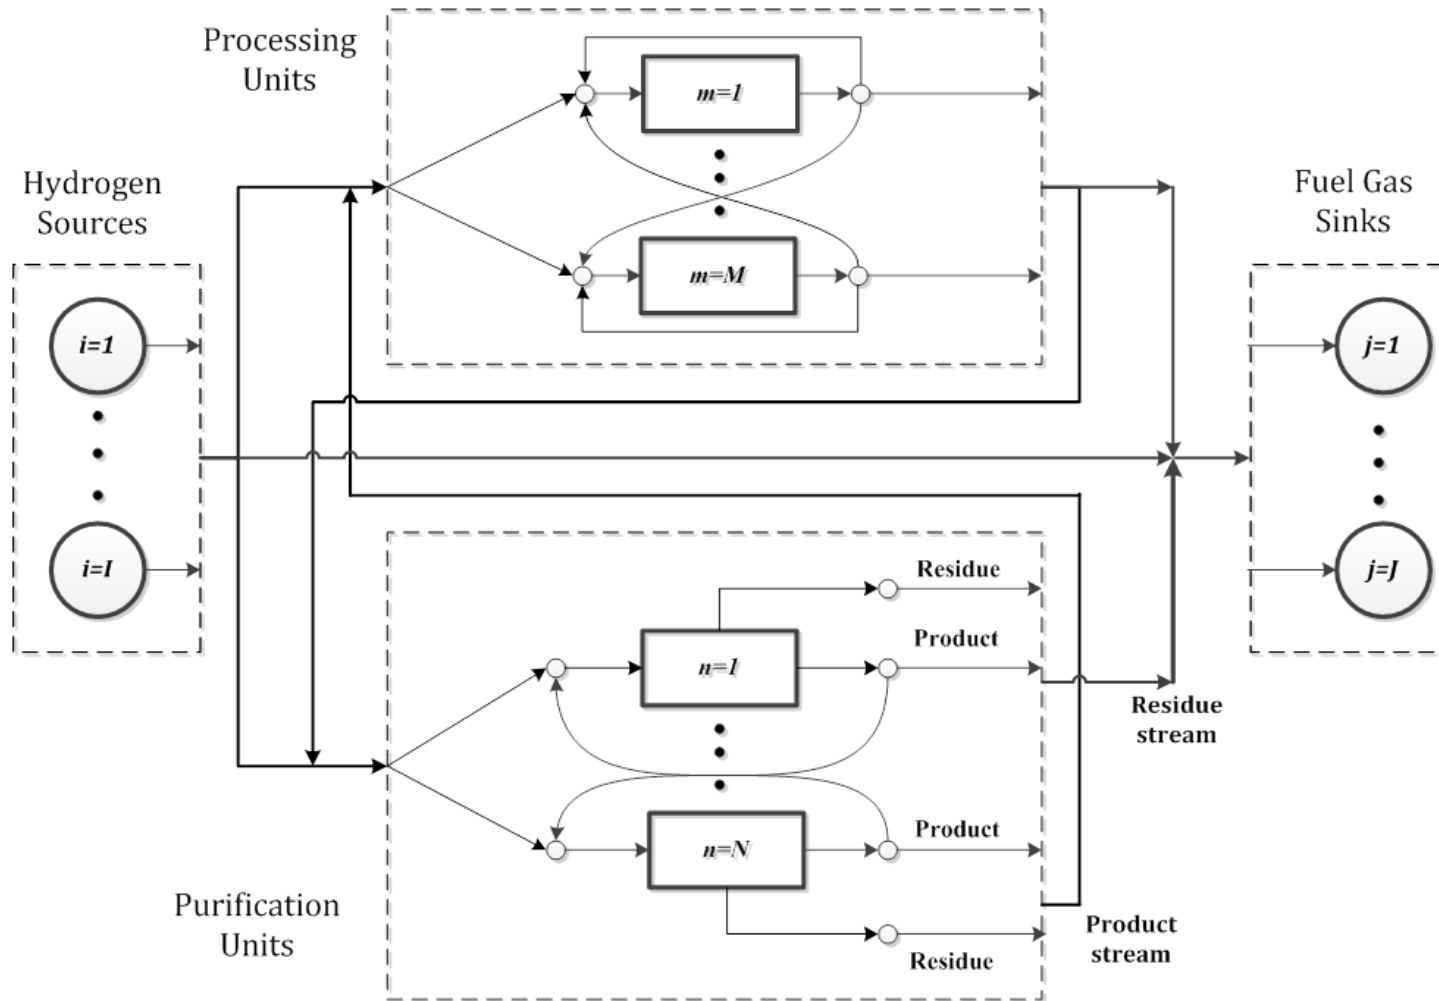 Processing
Units
m=1
m=M
Hydrogen
Sources
i=1
i=I
Fuel Gas
Sinks
j=1
j=J
Residue
Product
n=1
Residue
stream
n=N
Product
Residue
Product
stream
Purification
Units